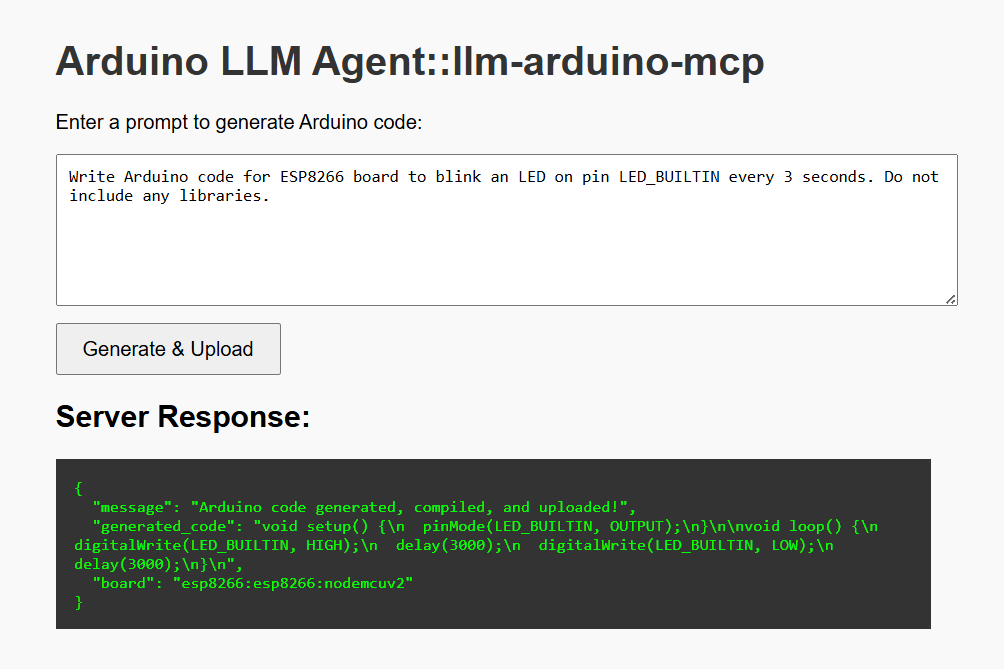 Arduino LLM Agent::llm-arduino-mcp
Enter a prompt to generate Arduino code:
Write Arduino code for ESP8266 board to blink an LED on pin LED_BUILTIN every 3 seconds. Do not
include any libraries.
Generate & Upload
Server Response:
{
  "message": "Arduino code generated, compiled, and uploaded!",
  "generated_code": "void setup() {\n  pinMode(LED_BUILTIN, OUTPUT);\n}\n\nvoid loop() {\n
digitalWrite(LED_BUILTIN, HIGH);\n  delay(3000);\n  digitalWrite(LED_BUILTIN, LOW);\n
delay(3000);\n}\n",
  "board": "esp8266:esp8266:nodemcuv2"
}